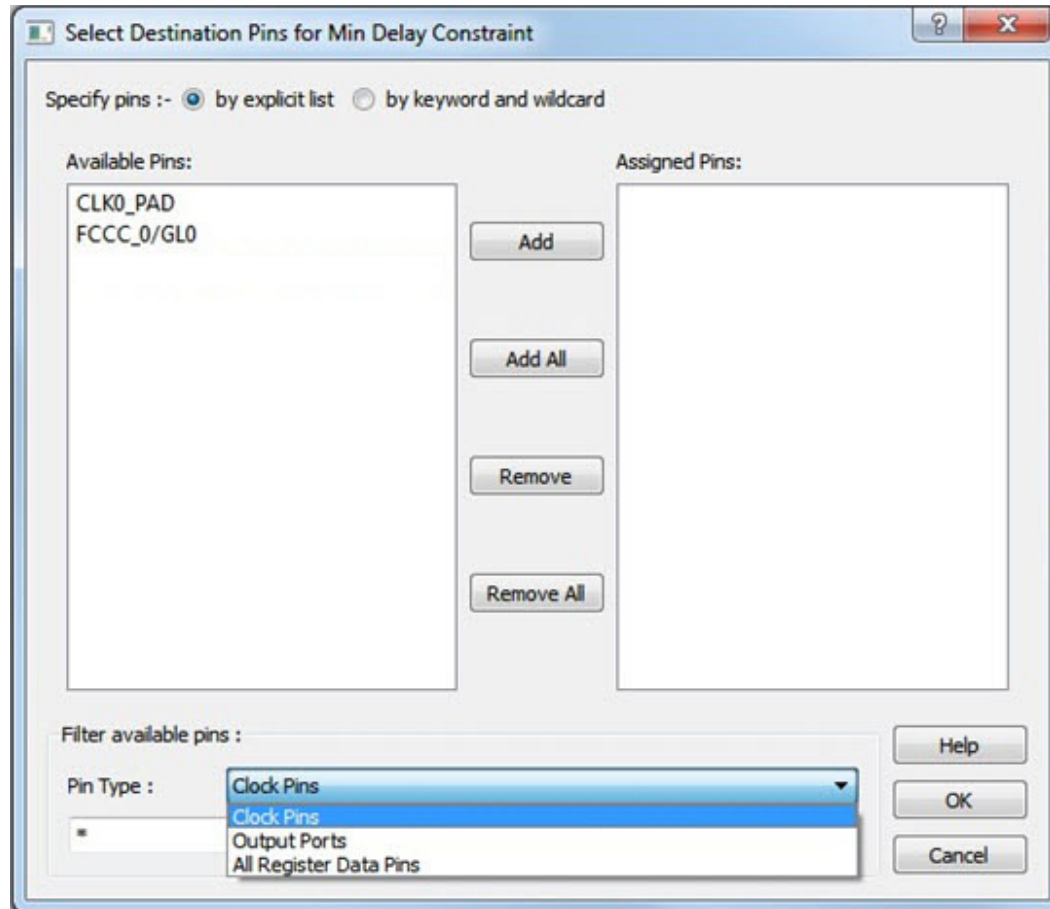 Select Destination Pins for Min Delay Constraint
?
Specify pins :- by explicit list by keyword and wildcard
Available Pins:
Assigned Pins:
CLK0_PAD
FCCC_0/GL0
Add
Add All
Remove
Remove All
Filter available pins :
Pin Type :
Clock Pins
Clock Pins
Output Ports
All Register Data Pins
*
Help
OK
Cancel